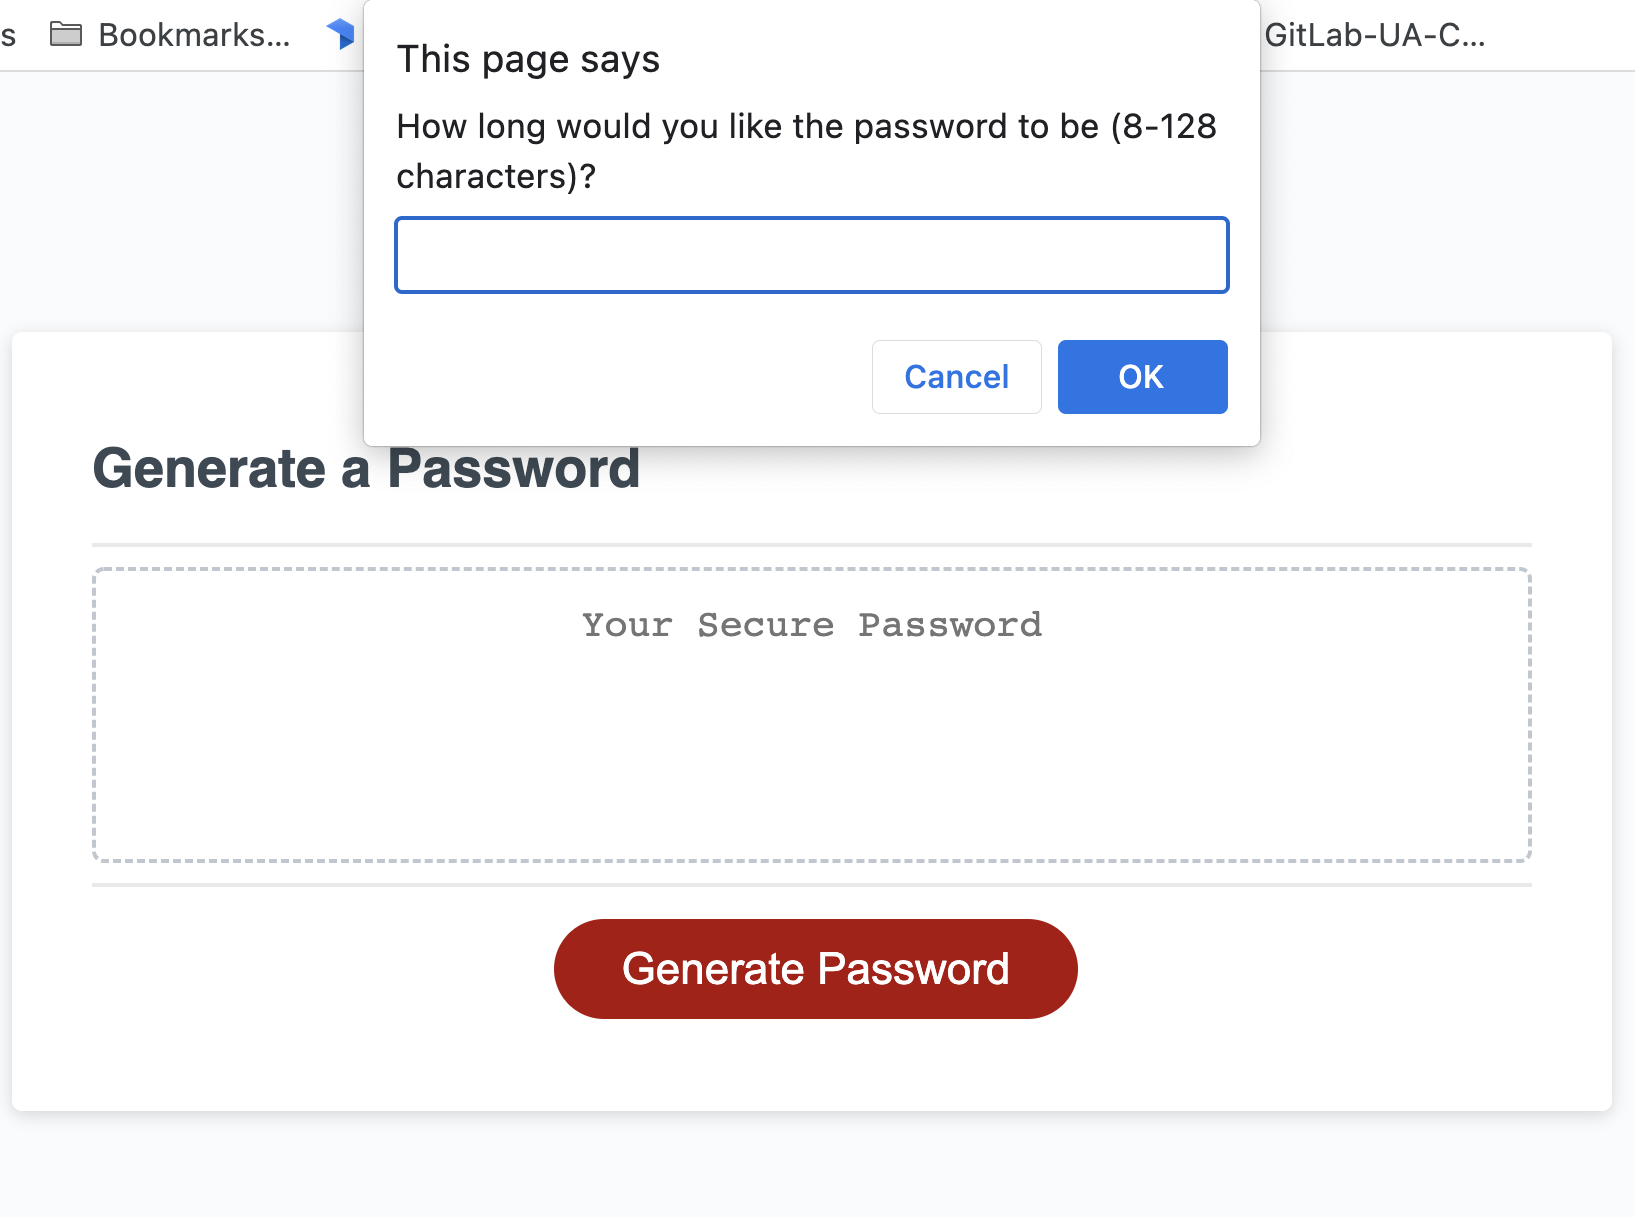 s Bookmarks... GitLab-UA-C...
This page says
How long would you like the password to be (8-128
characters)?
Cancel OK
Generate a Password
Your Secure Password
Generate Password